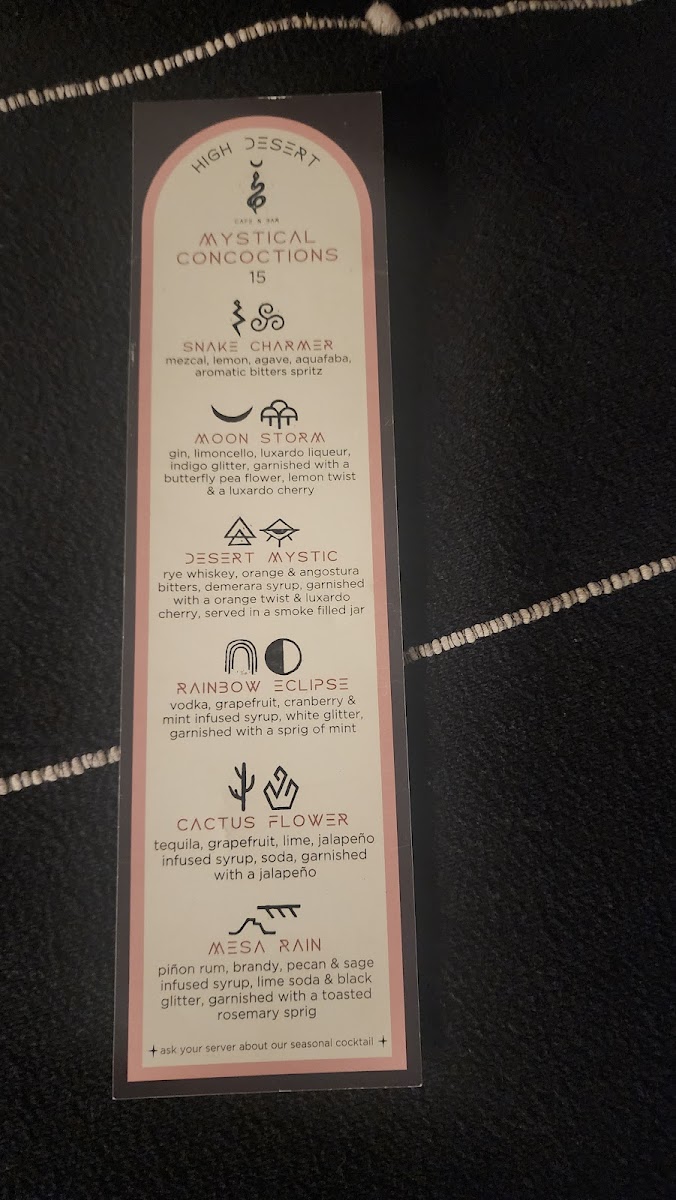 HIGH DESERT
CAFE & BAR
MYSTICAL
CONCOCTIONS
15
SNAKE CHARMER
mezcal, lemon, agave, aquafaba,
aromatic bitters spritz
MOON STORM
gin, limoncello, luxardo liqueur,
indigo glitter, garnished with a
butterfly pea flower, lemon twist
& a luxardo cherry
DESERT MYSTIC
rye whiskey, orange & angostura
bitters, demerara syrup, garnished
with a orange twist & luxardo
cherry, served in a smoke filled jar
RAINBOW ECLIPSE
vodka, grapefruit, cranberry &
mint infused syrup, white glitter,
garnished with a sprig of mint
CACTUS FLOWER
tequila, grapefruit, lime, jalapeño
infused syrup, soda, garnished
with a jalapeño
MESA RAIN
piñon rum, brandy, pecan & sage
infused syrup, lime soda & black
glitter, garnished with a toasted
rosemary sprig
ask your server about our seasonal cocktail